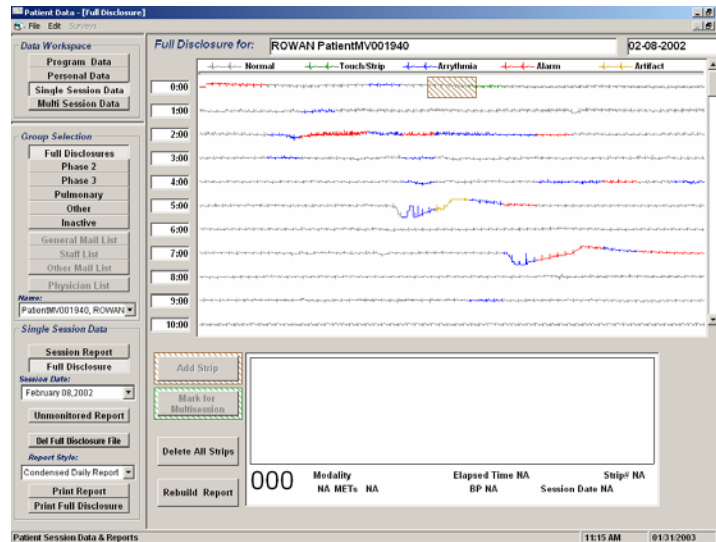 Patient Data - [Full Disclosure]
File Edit Surveys
Data Workspace
Program Data
Personal Data
Single Session Data
Multi Session Data
Group Selection
Full Disclosures
Phase 2
Phase 3
Pulmonary
Other
Inactive
General Mail List
Staff List
Other Mail List
Physician List
Name:
PatientMV001940, ROWAN
Single Session Data
Session Report
Full Disclosure
Session Date:
February 08,2002
Unmonitored Report
Del Full Disclosure File
Report Style:
Condensed Daily Report
Print Report
Print Full Disclosure
Full Disclosure for: ROWAN PatientMV001940 02-08-2002
Normal Touch/Strip Arrythmia Alarm Artifact
0:00
1:00
2:00
3:00
4:00
5:00
6:00
7:00
8:00
9:00
10:00
Add Strip
Mark for
Multisession
Delete All Strips
Rebuild Report
000 Modality Elapsed Time NA Strip# NA
NA METs NA BP NA Session Date NA
Patient Session Data & Reports 11:15 AM 01/31/2003